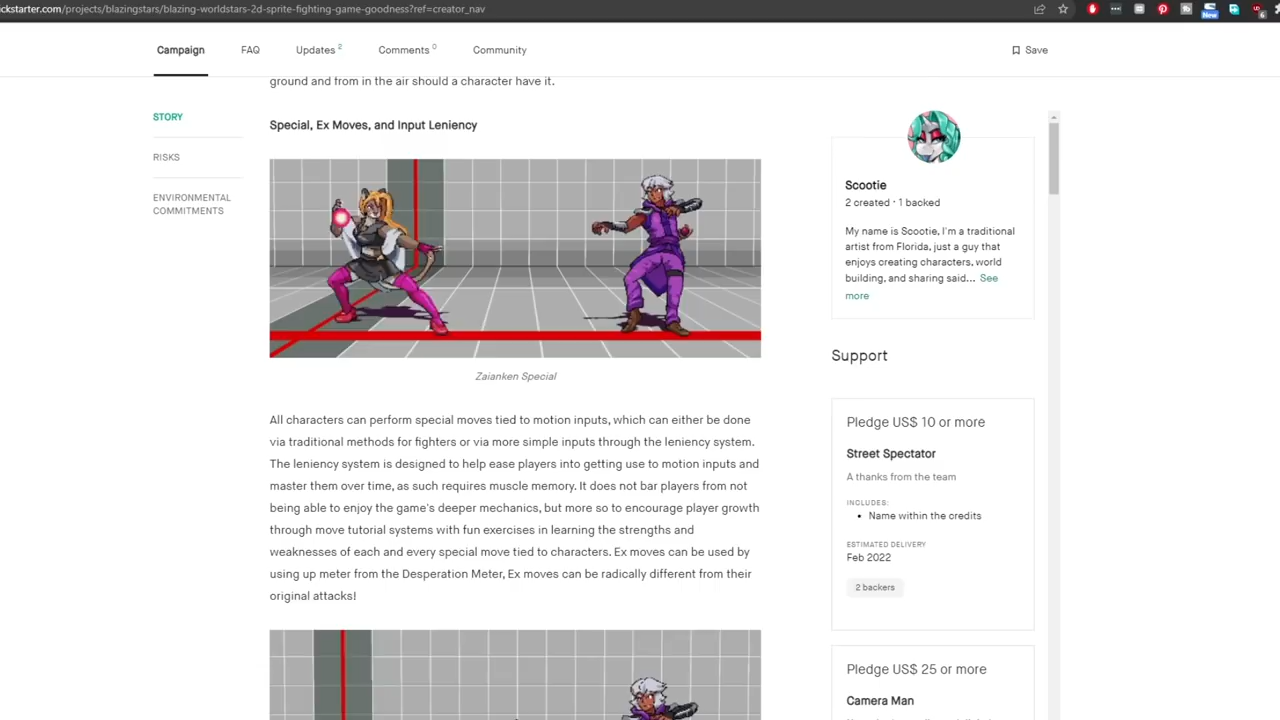 ickstarter.com/projects/blazingstars/blazing-worldstars-2d-sprite-fighting-game-goodness?ref=creator_nav
New
6
Campaign
FAQ
Updates 2
Comments 0
Community
Save
ground and from in the air should a character have it.
STORY
RISKS
ENVIRONMENTAL
COMMITMENTS
Special, Ex Moves, and Input Leniency
Zaianken Special
All characters can perform special moves tied to motion inputs, which can either be done
via traditional methods for fighters or via more simple inputs through the leniency system.
The leniency system is designed to help ease players into getting use to motion inputs and
master them over time, as such requires muscle memory. It does not bar players from not
being able to enjoy the game's deeper mechanics, but more so to encourage player growth
through move tutorial systems with fun exercises in learning the strengths and
weaknesses of each and every special move tied to characters. Ex moves can be used by
using up meter from the Desperation Meter, Ex moves can be radically different from their
original attacks!
Scootie
2 created · 1 backed
My name is Scootie, I'm a traditional
artist from Florida, just a guy that
enjoys creating characters, world
building, and sharing said... See
more
Support
Pledge US$ 10 or more
Street Spectator
A thanks from the team
INCLUDES:
• Name within the credits
ESTIMATED DELIVERY
Feb 2022
2 backers
Pledge US$ 25 or more
Camera Man